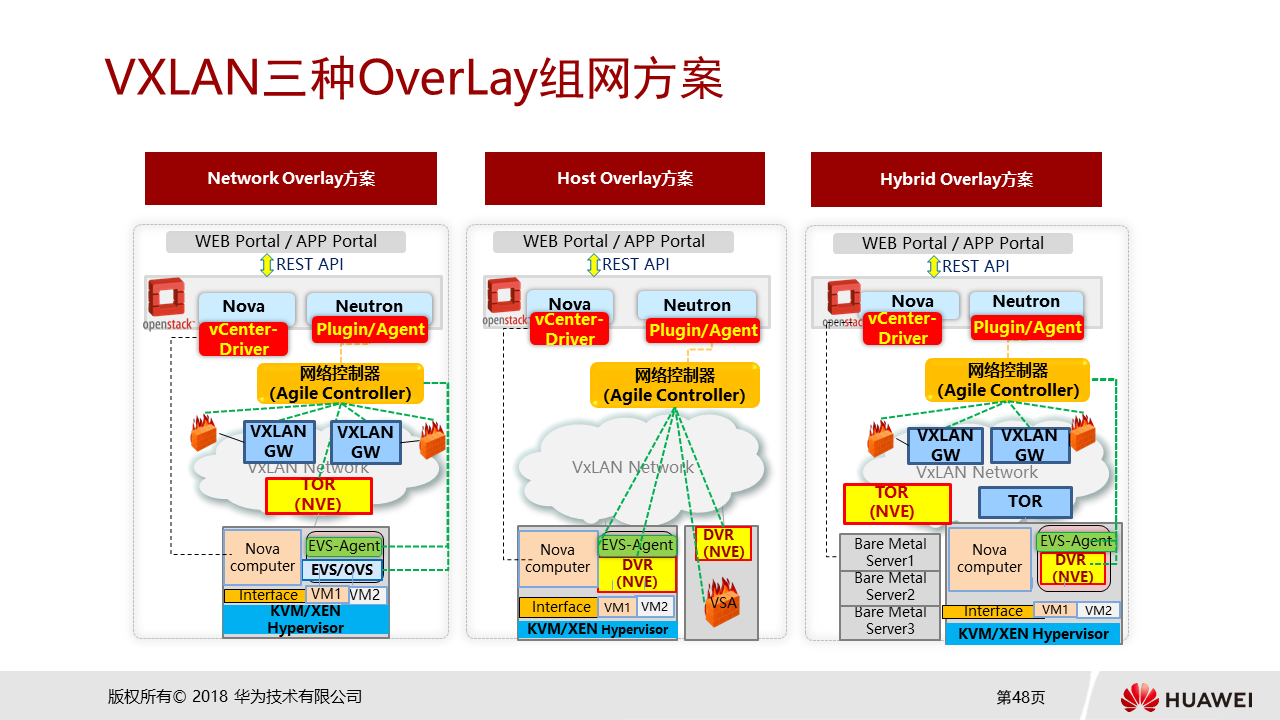 VXLAN三种OverLay组网方案
Network Overlay方案
WEB Portal / APP Portal
REST API
openstack
Nova
Neutron
vCenter-
Driver
Plugin/Agent
网络控制器
(Agile Controller)
VXLAN
GW
VXLAN
GW
VxLAN Network
TOR
(NVE)
Nova
computer
EVS-Agent
EVS/OVS
Interface
VM1
VM2
KVM/XEN
Hypervisor
Host Overlay方案
WEB Portal / APP Portal
REST API
openstack
Nova
Neutron
vCenter-
Driver
Plugin/Agent
网络控制器
(Agile Controller)
VxLAN Network
Nova
computer
EVS-Agent
DVR
(NVE)
Interface
VM1
VM2
KVM/XEN Hypervisor
DVR
(NVE)
VSA
Hybrid Overlay方案
WEB Portal / APP Portal
REST API
openstack
Nova
Neutron
vCenter-
Driver
Plugin/Agent
网络控制器
(Agile Controller)
VXLAN
GW
VXLAN
GW
VxLAN Network
TOR
(NVE)
TOR
Bare Metal
Server1
Bare Metal
Server2
Bare Metal
Server3
Nova
computer
EVS-Agent
DVR
(NVE)
Interface
VM1
VM2
KVM/XEN Hypervisor
版权所有© 2018 华为技术有限公司
第48页
HUAWEI